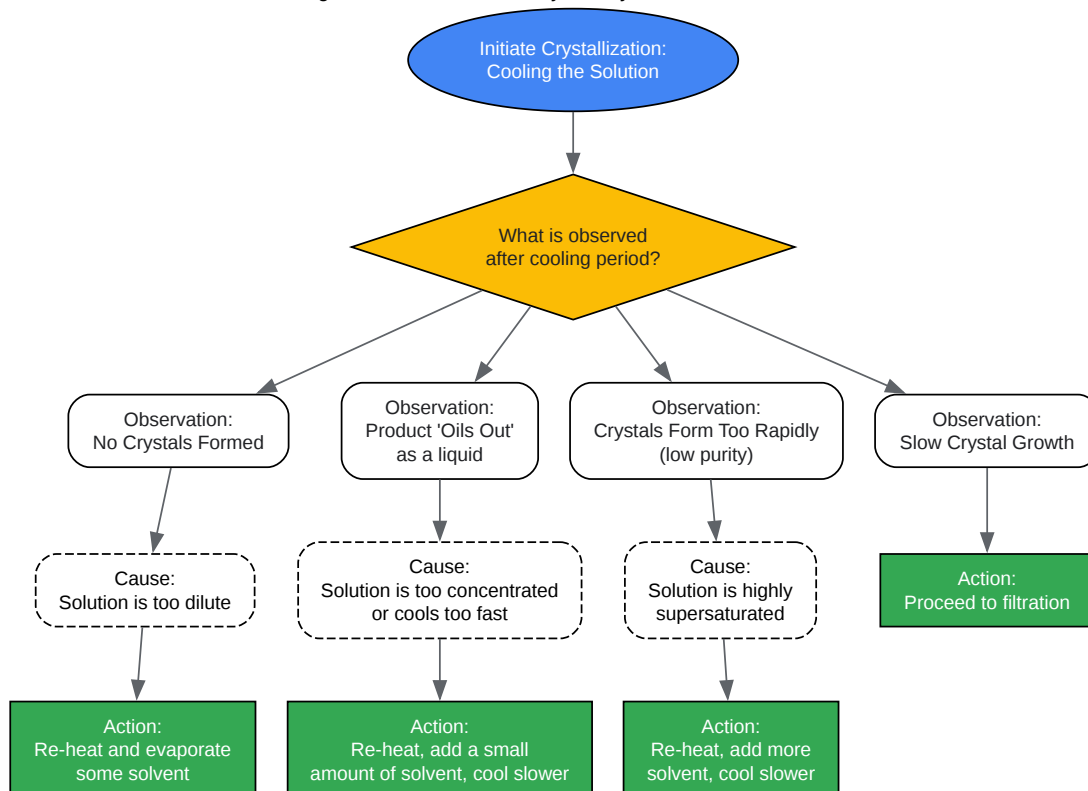 Initiate Crystallization:
Cooling the Solution
What is observed
after cooling period?
Observation:
No Crystals Formed
Observation:
Product 'Oils Out'
as a liquid
Observation:
Crystals Form Too Rapidly
(low purity)
Observation:
Slow Crystal Growth
Cause:
Solution is too dilute
Cause:
Solution is too concentrated
or cools too fast
Cause:
Solution is highly
supersaturated
Action:
Proceed to filtration
Action:
Re-heat and evaporate
some solvent
Action:
Re-heat, add a small
amount of solvent, cool slower
Action:
Re-heat, add more
solvent, cool slower